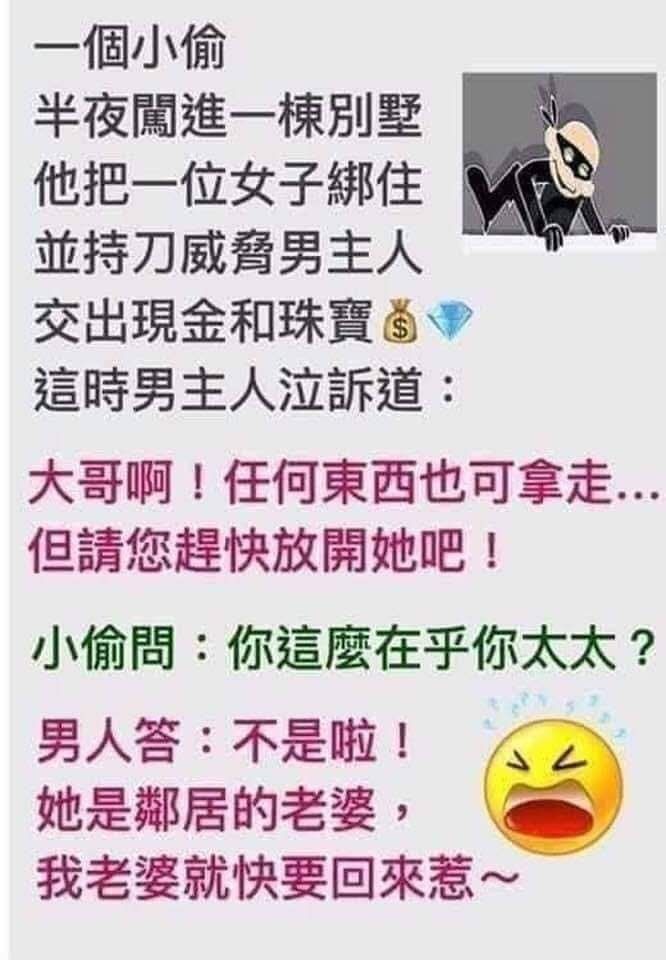 一個小偷
半夜闖進一棟別墅
他把一位女子綁住
並持刀威脅男主人
交出現金和珠寶💰💎
這時男主人泣訴道：
大哥啊！任何東西也可拿走...
但請您趕快放開她吧！
小偷問：你這麼在乎你太太？
男人答：不是啦！
她是鄰居的老婆，
我老婆就快要回來惹～